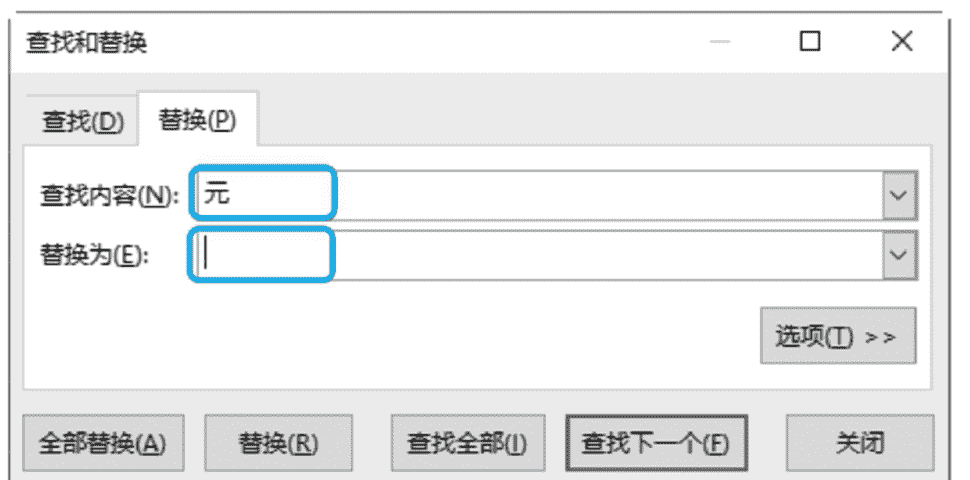 查找和替换
查找(D) 替换(P)
查找内容(N): 元
替换为(E):
选项(T) >>
全部替换(A) 替换(R) 查找全部(I) 查找下一个(F) 关闭